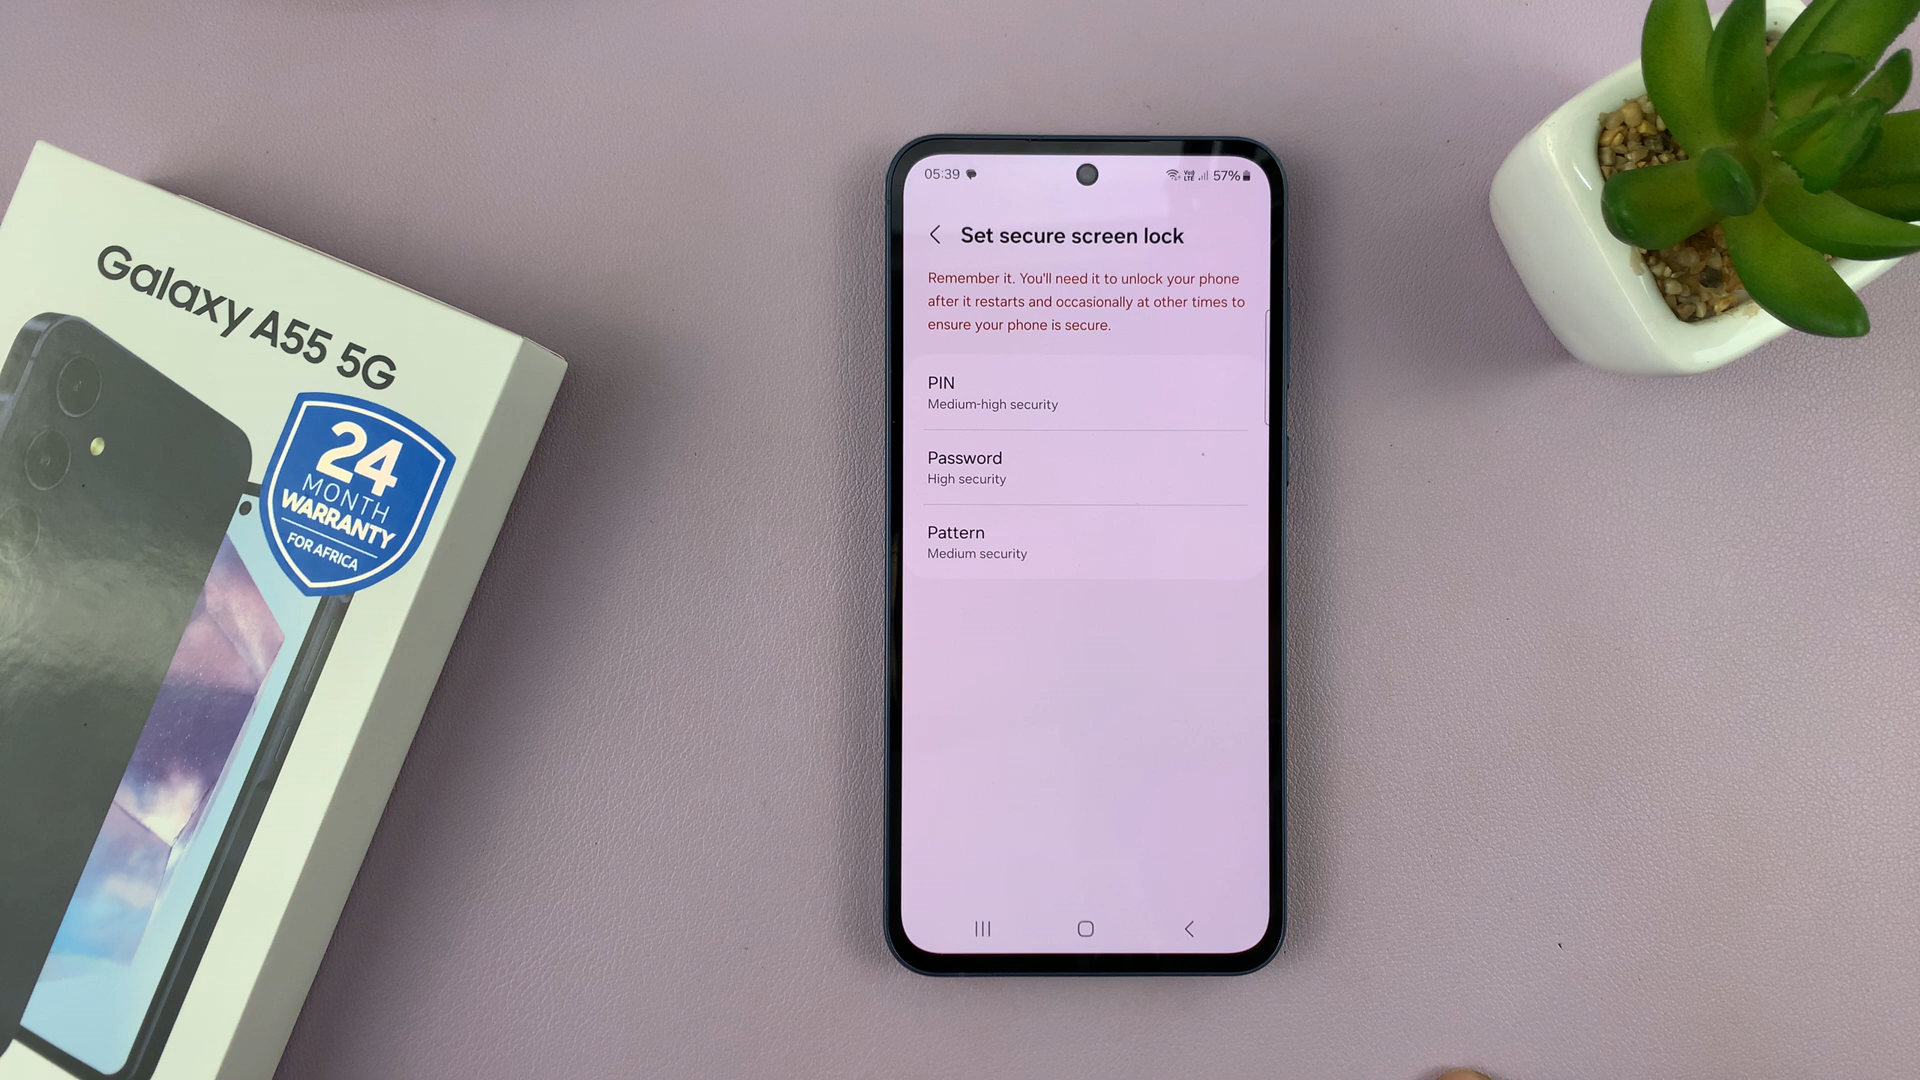 Galaxy A55 5G
24
MONTH
WARRANTY
FOR AFRICA
05:39
Vo
LTE
57%
Set secure screen lock
Remember it. You'll need it to unlock your phone
after it restarts and occasionally at other times to
ensure your phone is secure.
PIN
Medium-high security
Password
High security
Pattern
Medium security